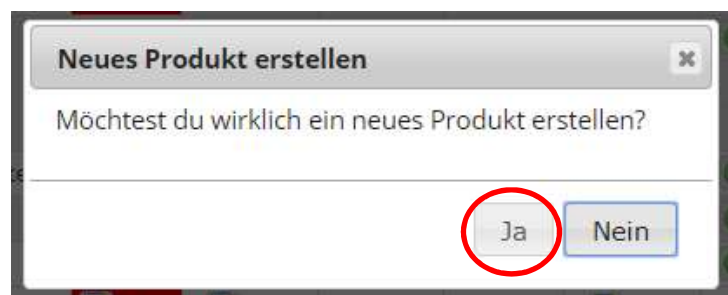 Neues Produkt erstellen
Möchtest du wirklich ein neues Produkt erstellen?
Ja Nein